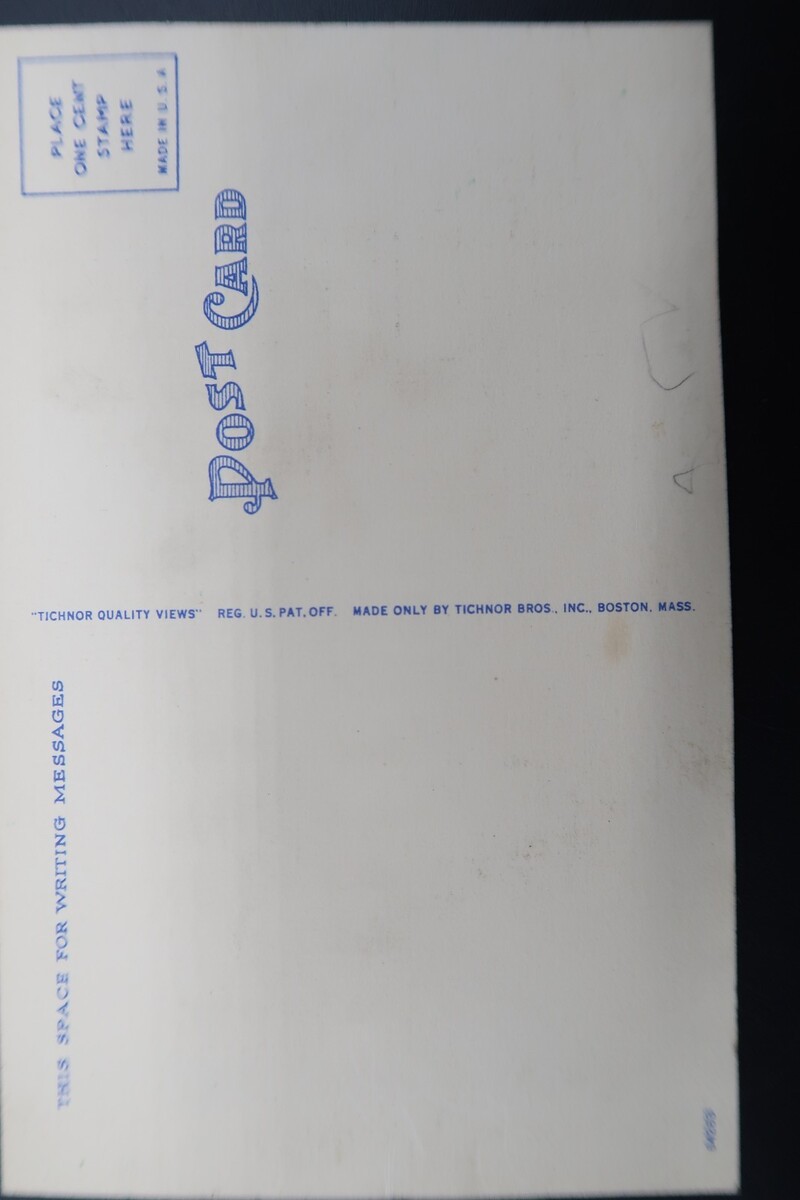 THIS SPACE FOR WRITING MESSAGES
POST CARD
PLACE
ONE CENT
STAMP
HERE
MADE IN U.S.A
"TICHNOR QUALITY VIEWS" REG. U.S. PAT. OFF. MADE ONLY BY TICHNOR BROS., INC., BOSTON, MASS.